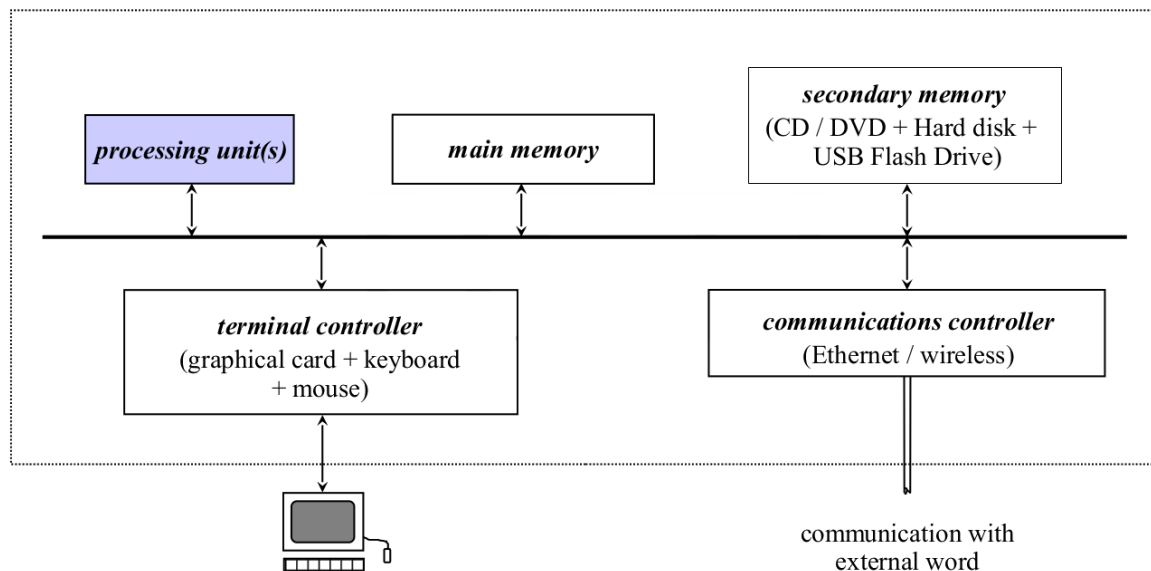 processing unit(s)
main memory
secondary memory
(CD / DVD + Hard disk +
USB Flash Drive)
terminal controller
(graphical card + keyboard
+ mouse)
communications controller
(Ethernet / wireless)
communication with
external word